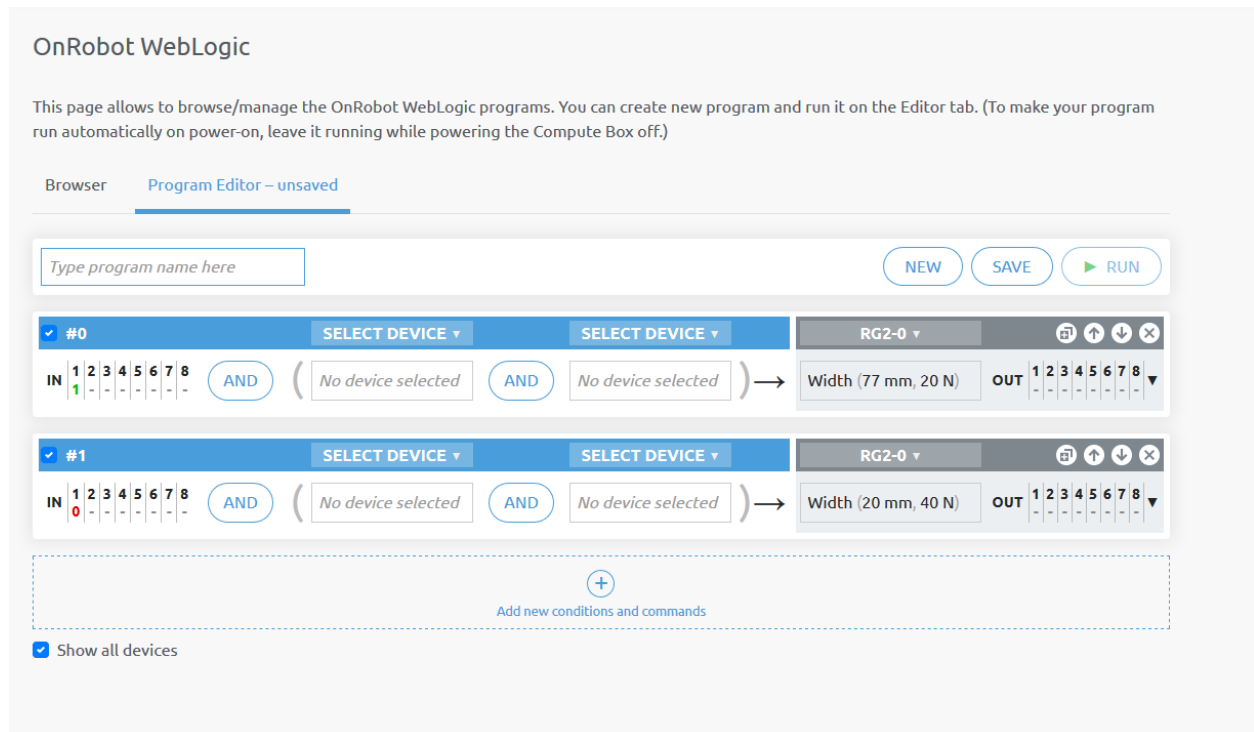 OnRobot WebLogic
This page allows to browse/manage the OnRobot WebLogic programs. You can create new program and run it on the Editor tab. (To make your program
run automatically on power-on, leave it running while powering the Compute Box off.)
Browser Program Editor – unsaved
Type program name here NEW SAVE ► RUN
#0 SELECT DEVICE ▾ SELECT DEVICE ▾ RG2-0 ▾
IN 1 2 3 4 5 6 7 8 AND ( No device selected AND No device selected ) → Width (77 mm, 20 N) OUT 1 2 3 4 5 6 7 8 ▼
1 - - - - - - - - - - - - - - -
#1 SELECT DEVICE ▾ SELECT DEVICE ▾ RG2-0 ▾
IN 1 2 3 4 5 6 7 8 AND ( No device selected AND No device selected ) → Width (20 mm, 40 N) OUT 1 2 3 4 5 6 7 8 ▼
0 - - - - - - - - - - - - - - -
+
Add new conditions and commands
Show all devices